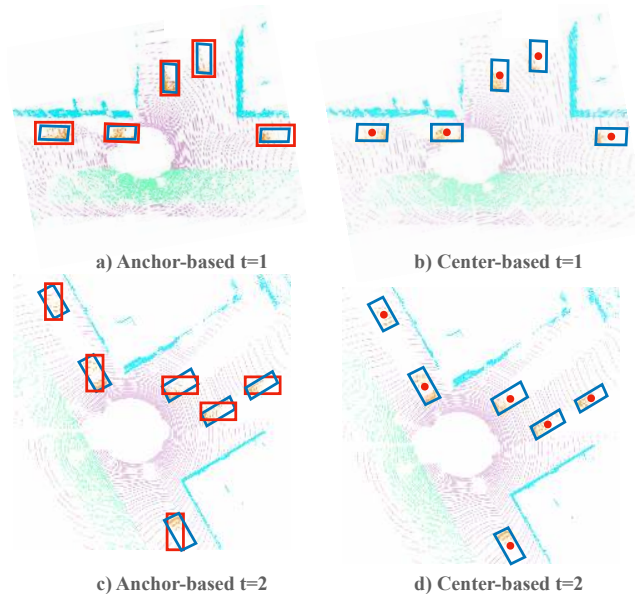 a) Anchor-based t=1
b) Center-based t=1
c) Anchor-based t=2
d) Center-based t=2